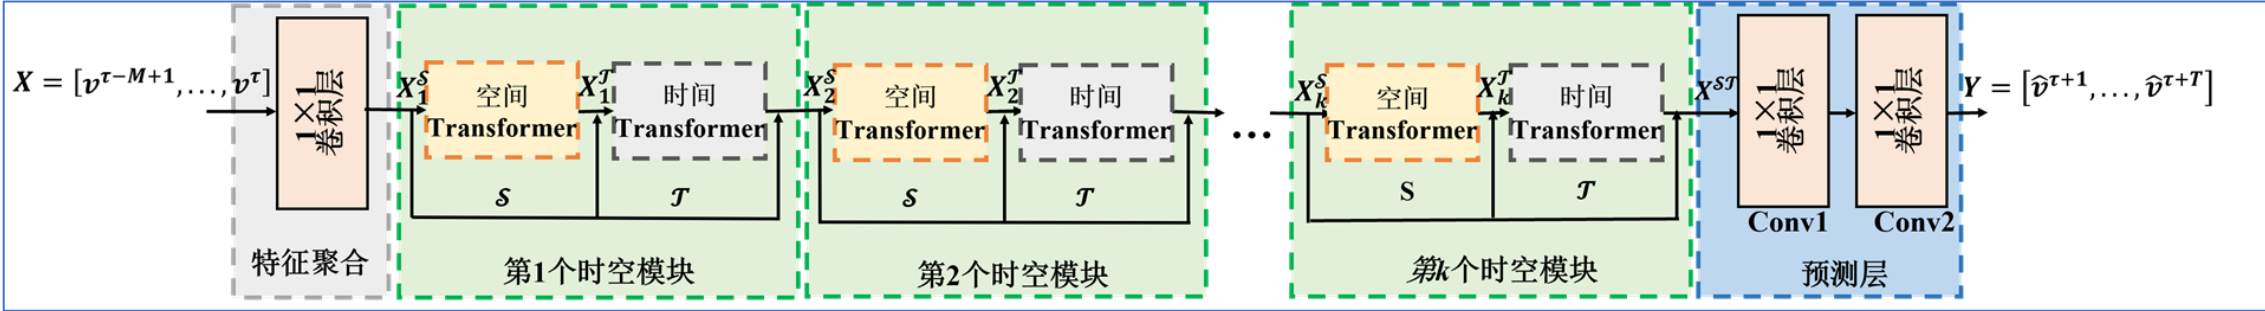 X = [v^{τ−M+1}, . . . , v^τ]
1×1
卷积层
特征聚合
X_1^𝒮
空间
Transformer
X_1^𝒯
时间
Transformer
𝒮
𝒯
第1个时空模块
X_2^𝒮
空间
Transformer
X_2^𝒯
时间
Transformer
𝒮
𝒯
第2个时空模块
...
X_k^𝒮
空间
Transformer
X_k^𝒯
时间
Transformer
S
𝒯
第k个时空模块
X^{𝒮𝒯}
1×1
卷积层
Conv1
1×1
卷积层
Conv2
预测层
Y = [v̂^{τ+1}, . . . , v̂^{τ+T}]